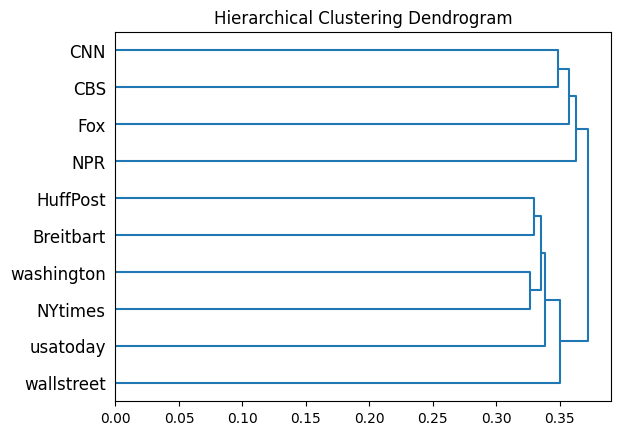 Hierarchical Clustering Dendrogram
CNN
CBS
Fox
NPR
HuffPost
Breitbart
washington
NYtimes
usatoday
wallstreet
0.00 0.05 0.10 0.15 0.20 0.25 0.30 0.35